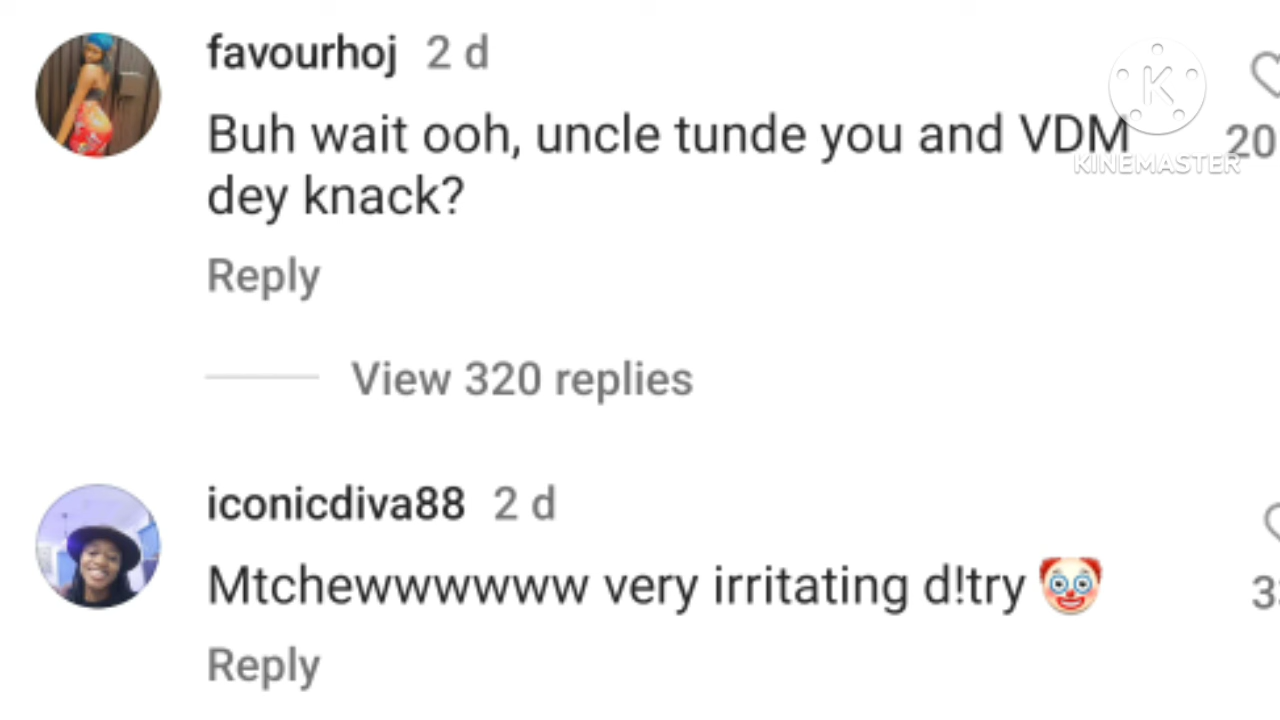 favourhoj 2 d
Buh wait ooh, uncle tunde you and VDM
dey knack?
20
Reply
View 320 replies
iconicdiva88 2 d
Mtchewwwwww very irritating d!try 🤡
Reply
K
KINEMASTER